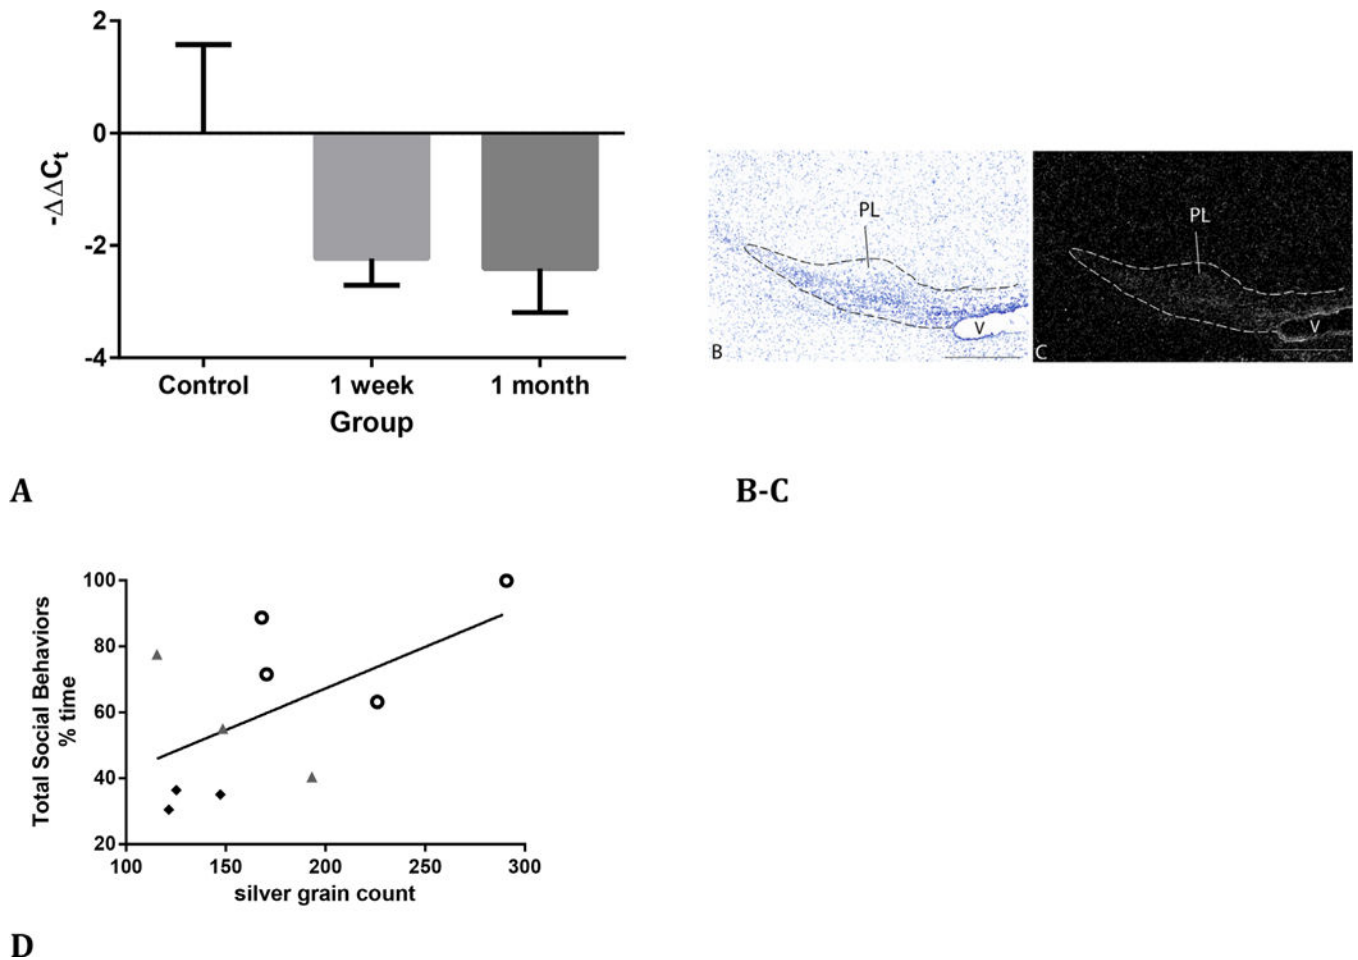 2
0
-2
-4
-ΔΔCt
Control 1 week 1 month
Group
A
PL
V
B
PL
V
C
B-C
100
80
60
40
20
Total Social Behaviors
% time
100 150 200 250 300
silver grain count
D